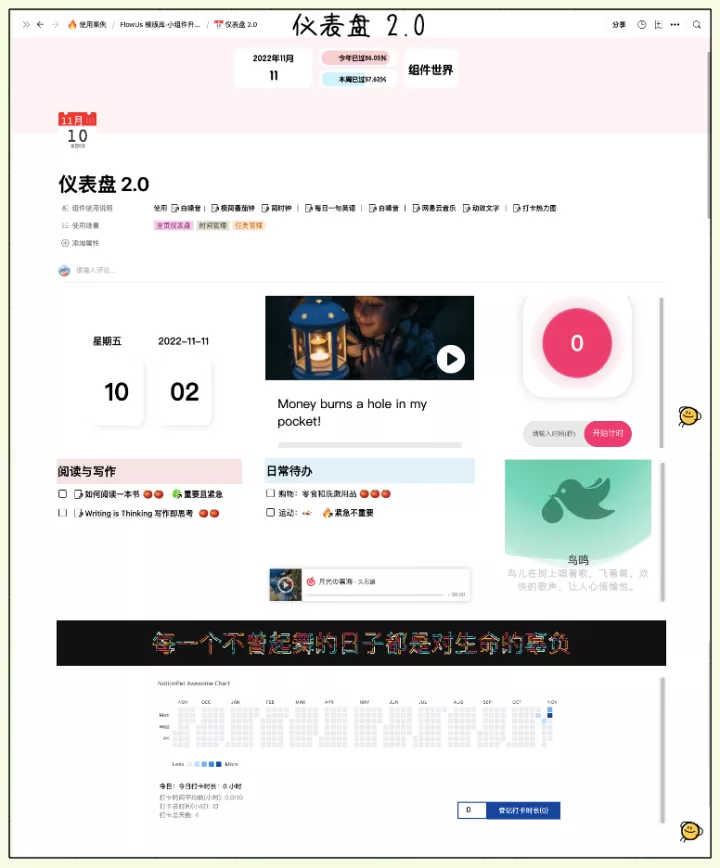 仪表盘 2.0
使用案例 / FlowUs 模版库-小组件升... / 仪表盘 2.0
分享
2022年11月
11
今年已过86.05%
本周已过57.63%
组件世界
11月
10
仪表盘 2.0
组件使用说明
使用 白噪音 | 极简番茄钟 简时钟 | 每日一句英语 | 白噪音 | 网易云音乐 动效文字 | 打卡热力图
使用场景
主页仪表盘 时间管理 任务管理
添加属性
请输入评论...
星期五
2022-11-11
10
02
Money burns a hole in my
pocket!
0
请输入时间(秒)
开始计时
阅读与写作
如何阅读一本书 重要且紧急
Writing is Thinking 写作即思考
日常待办
购物：零食和洗漱用品
运动： 紧急不重要
月光の雲海 - 久石譲
- 00:00
鸟鸣
鸟儿在树上唱着歌，飞着舞。欢
快的歌声，让人心情愉悦。
每一个不曾起舞的日子都是对生命的辜负
NotionPet Awesome Chart
NOV DEC JAN FEB MAR APR MAY JUN JUL AUG SEP OCT NOV
Mon
Wed
Fri
Less More
今日：今日打卡时长：0 小时
打卡时间平均值(小时): 0.0110
打卡总时间(小时): 10
打卡总天数: 4
0
登记打卡时长(0)